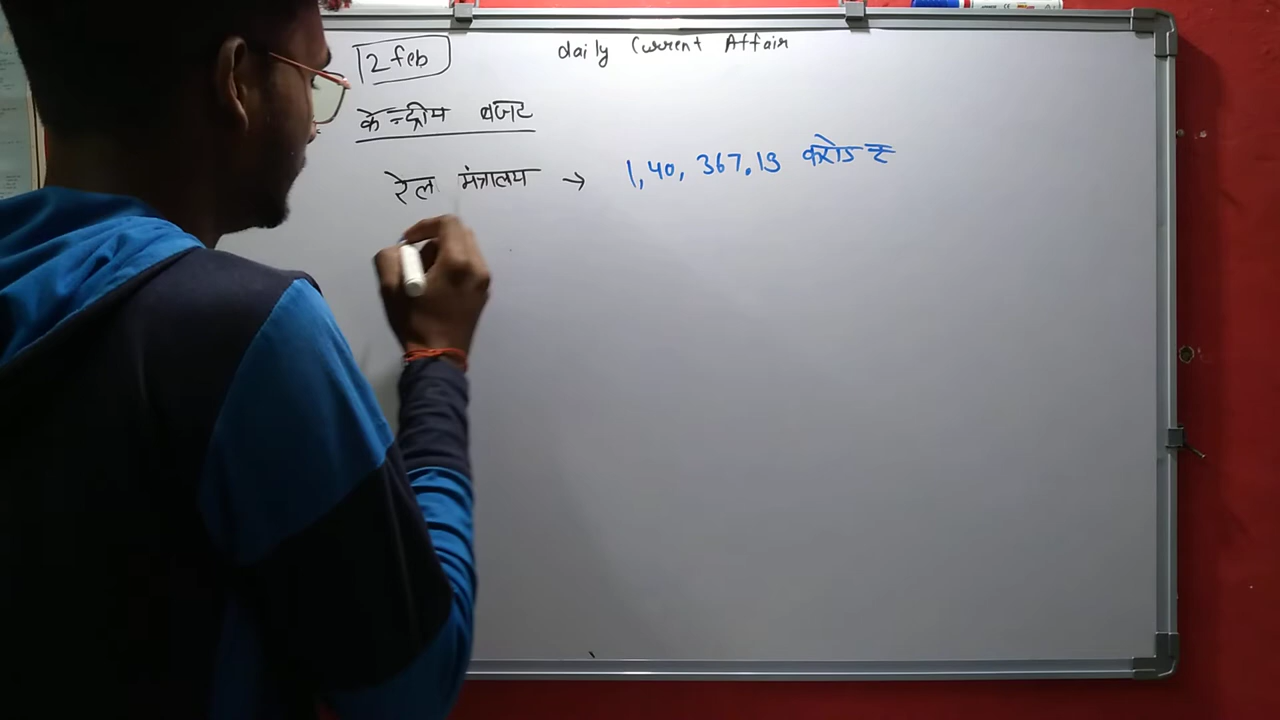 2 feb
daily Current Affair
केन्द्रीय बजट
रेल मंत्रालय → 1,40,367.13 करोड ₹